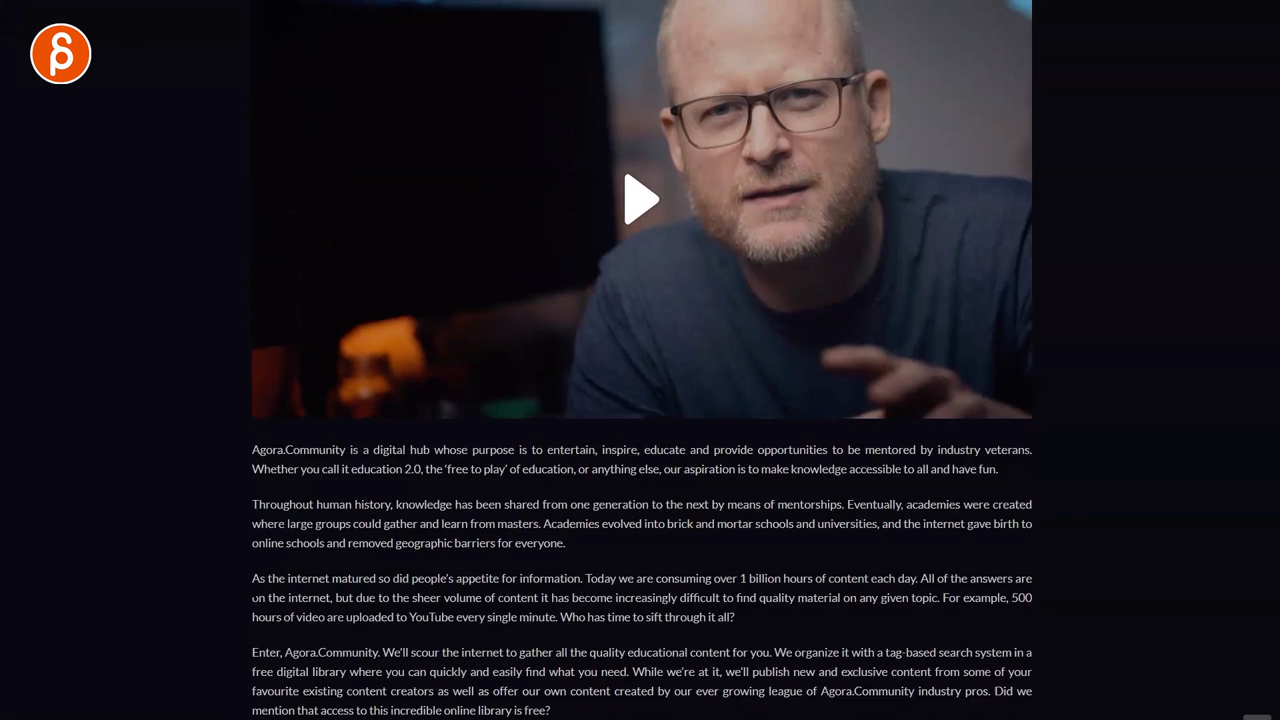 Agora.Community is a digital hub whose purpose is to entertain, inspire, educate and provide opportunities to be mentored by industry veterans.
Whether you call it education 2.0, the ‘free to play’ of education, or anything else, our aspiration is to make knowledge accessible to all and have fun.
Throughout human history, knowledge has been shared from one generation to the next by means of mentorships. Eventually, academies were created
where large groups could gather and learn from masters. Academies evolved into brick and mortar schools and universities, and the internet gave birth to
online schools and removed geographic barriers for everyone.
As the internet matured so did people’s appetite for information. Today we are consuming over 1 billion hours of content each day. All of the answers are
on the internet, but due to the sheer volume of content it has become increasingly difficult to find quality material on any given topic. For example, 500
hours of video are uploaded to YouTube every single minute. Who has time to sift through it all?
Enter, Agora.Community. We’ll scour the internet to gather all the quality educational content for you. We organize it with a tag-based search system in a
free digital library where you can quickly and easily find what you need. While we’re at it, we’ll publish new and exclusive content from some of your
favourite existing content creators as well as offer our own content created by our ever growing league of Agora.Community industry pros. Did we
mention that access to this incredible online library is free?